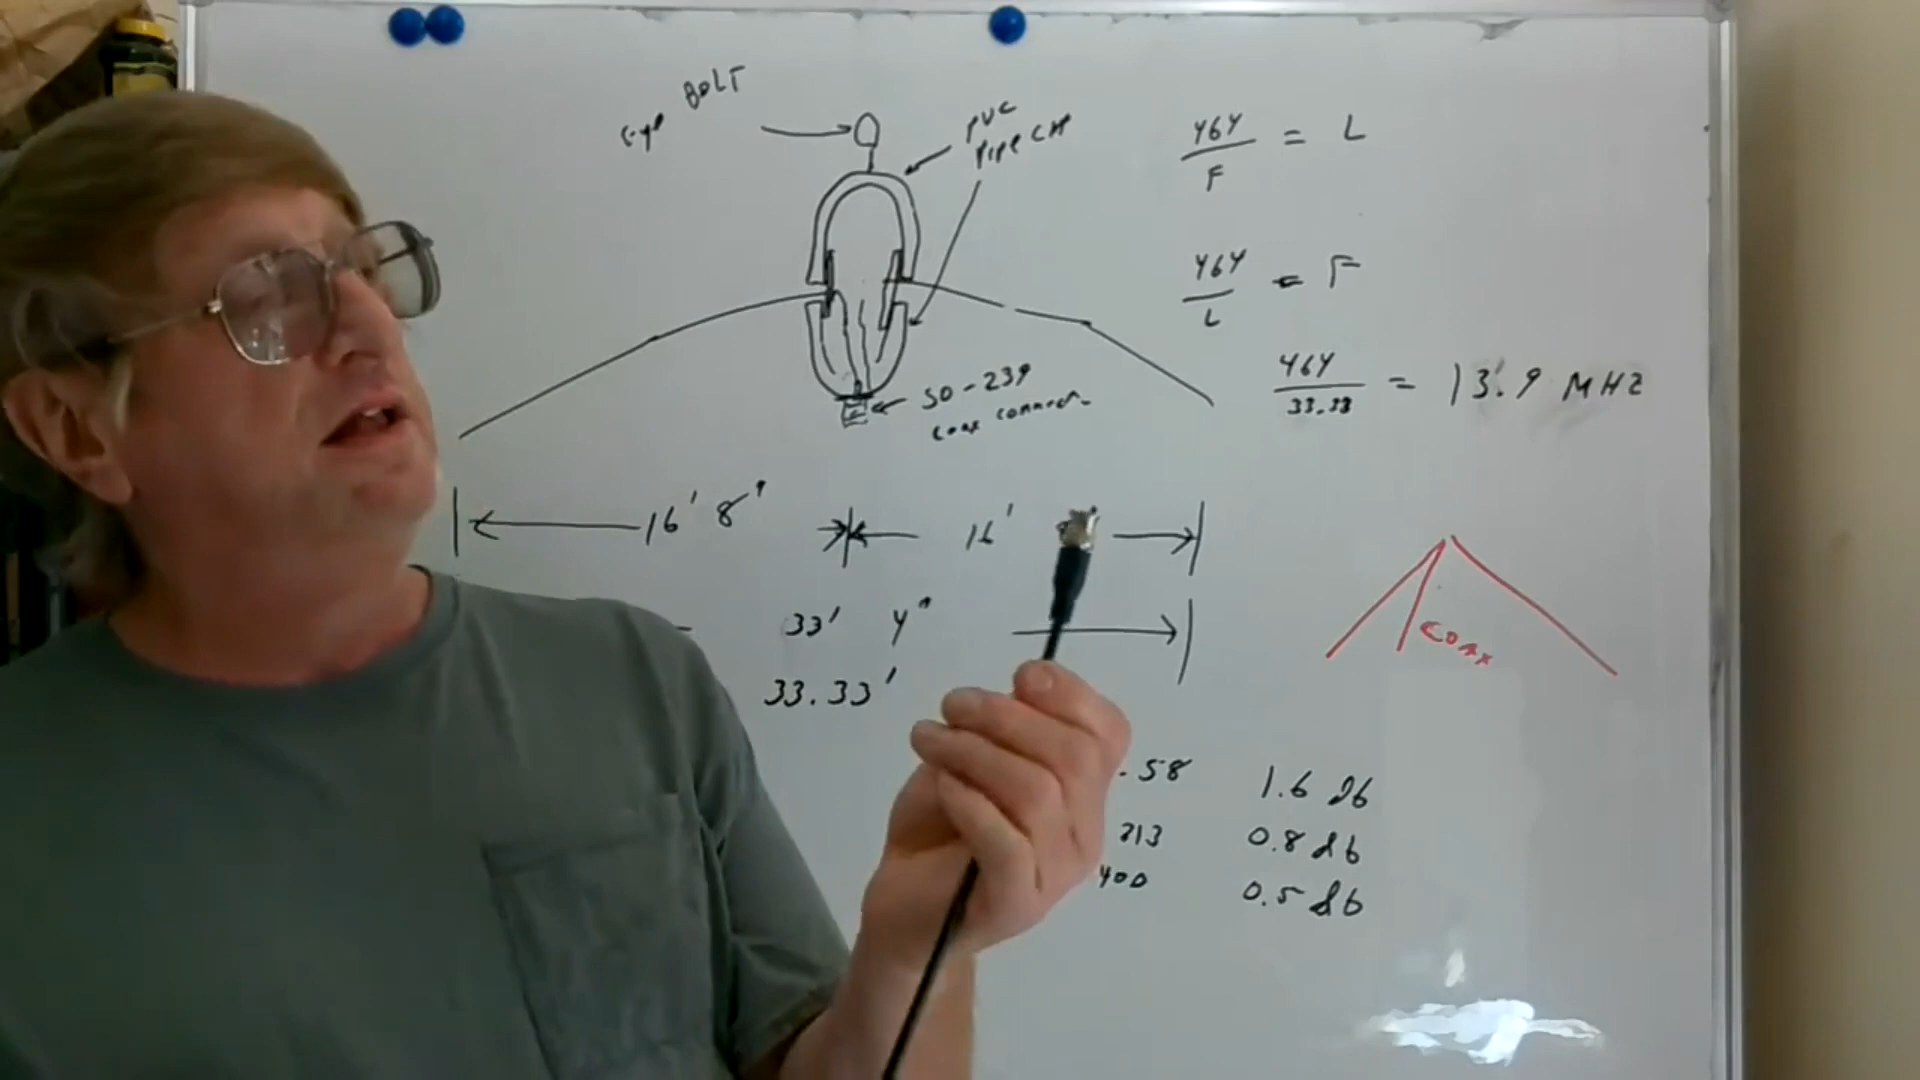 Eye BOLT
PVC
PIPE CAP
464
F
= L
464
L
= F
464
33.33
= 13.9 MHZ
SO-239
coax connect
16' 8"
16'
33' 4"
33.33'
coax
.58 1.6 db
213 0.8 db
400 0.5 db